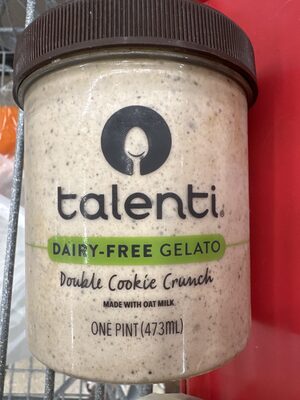 talenti®
DAIRY-FREE GELATO
Double Cookie Crunch
MADE WITH OAT MILK
ONE PINT (473mL)